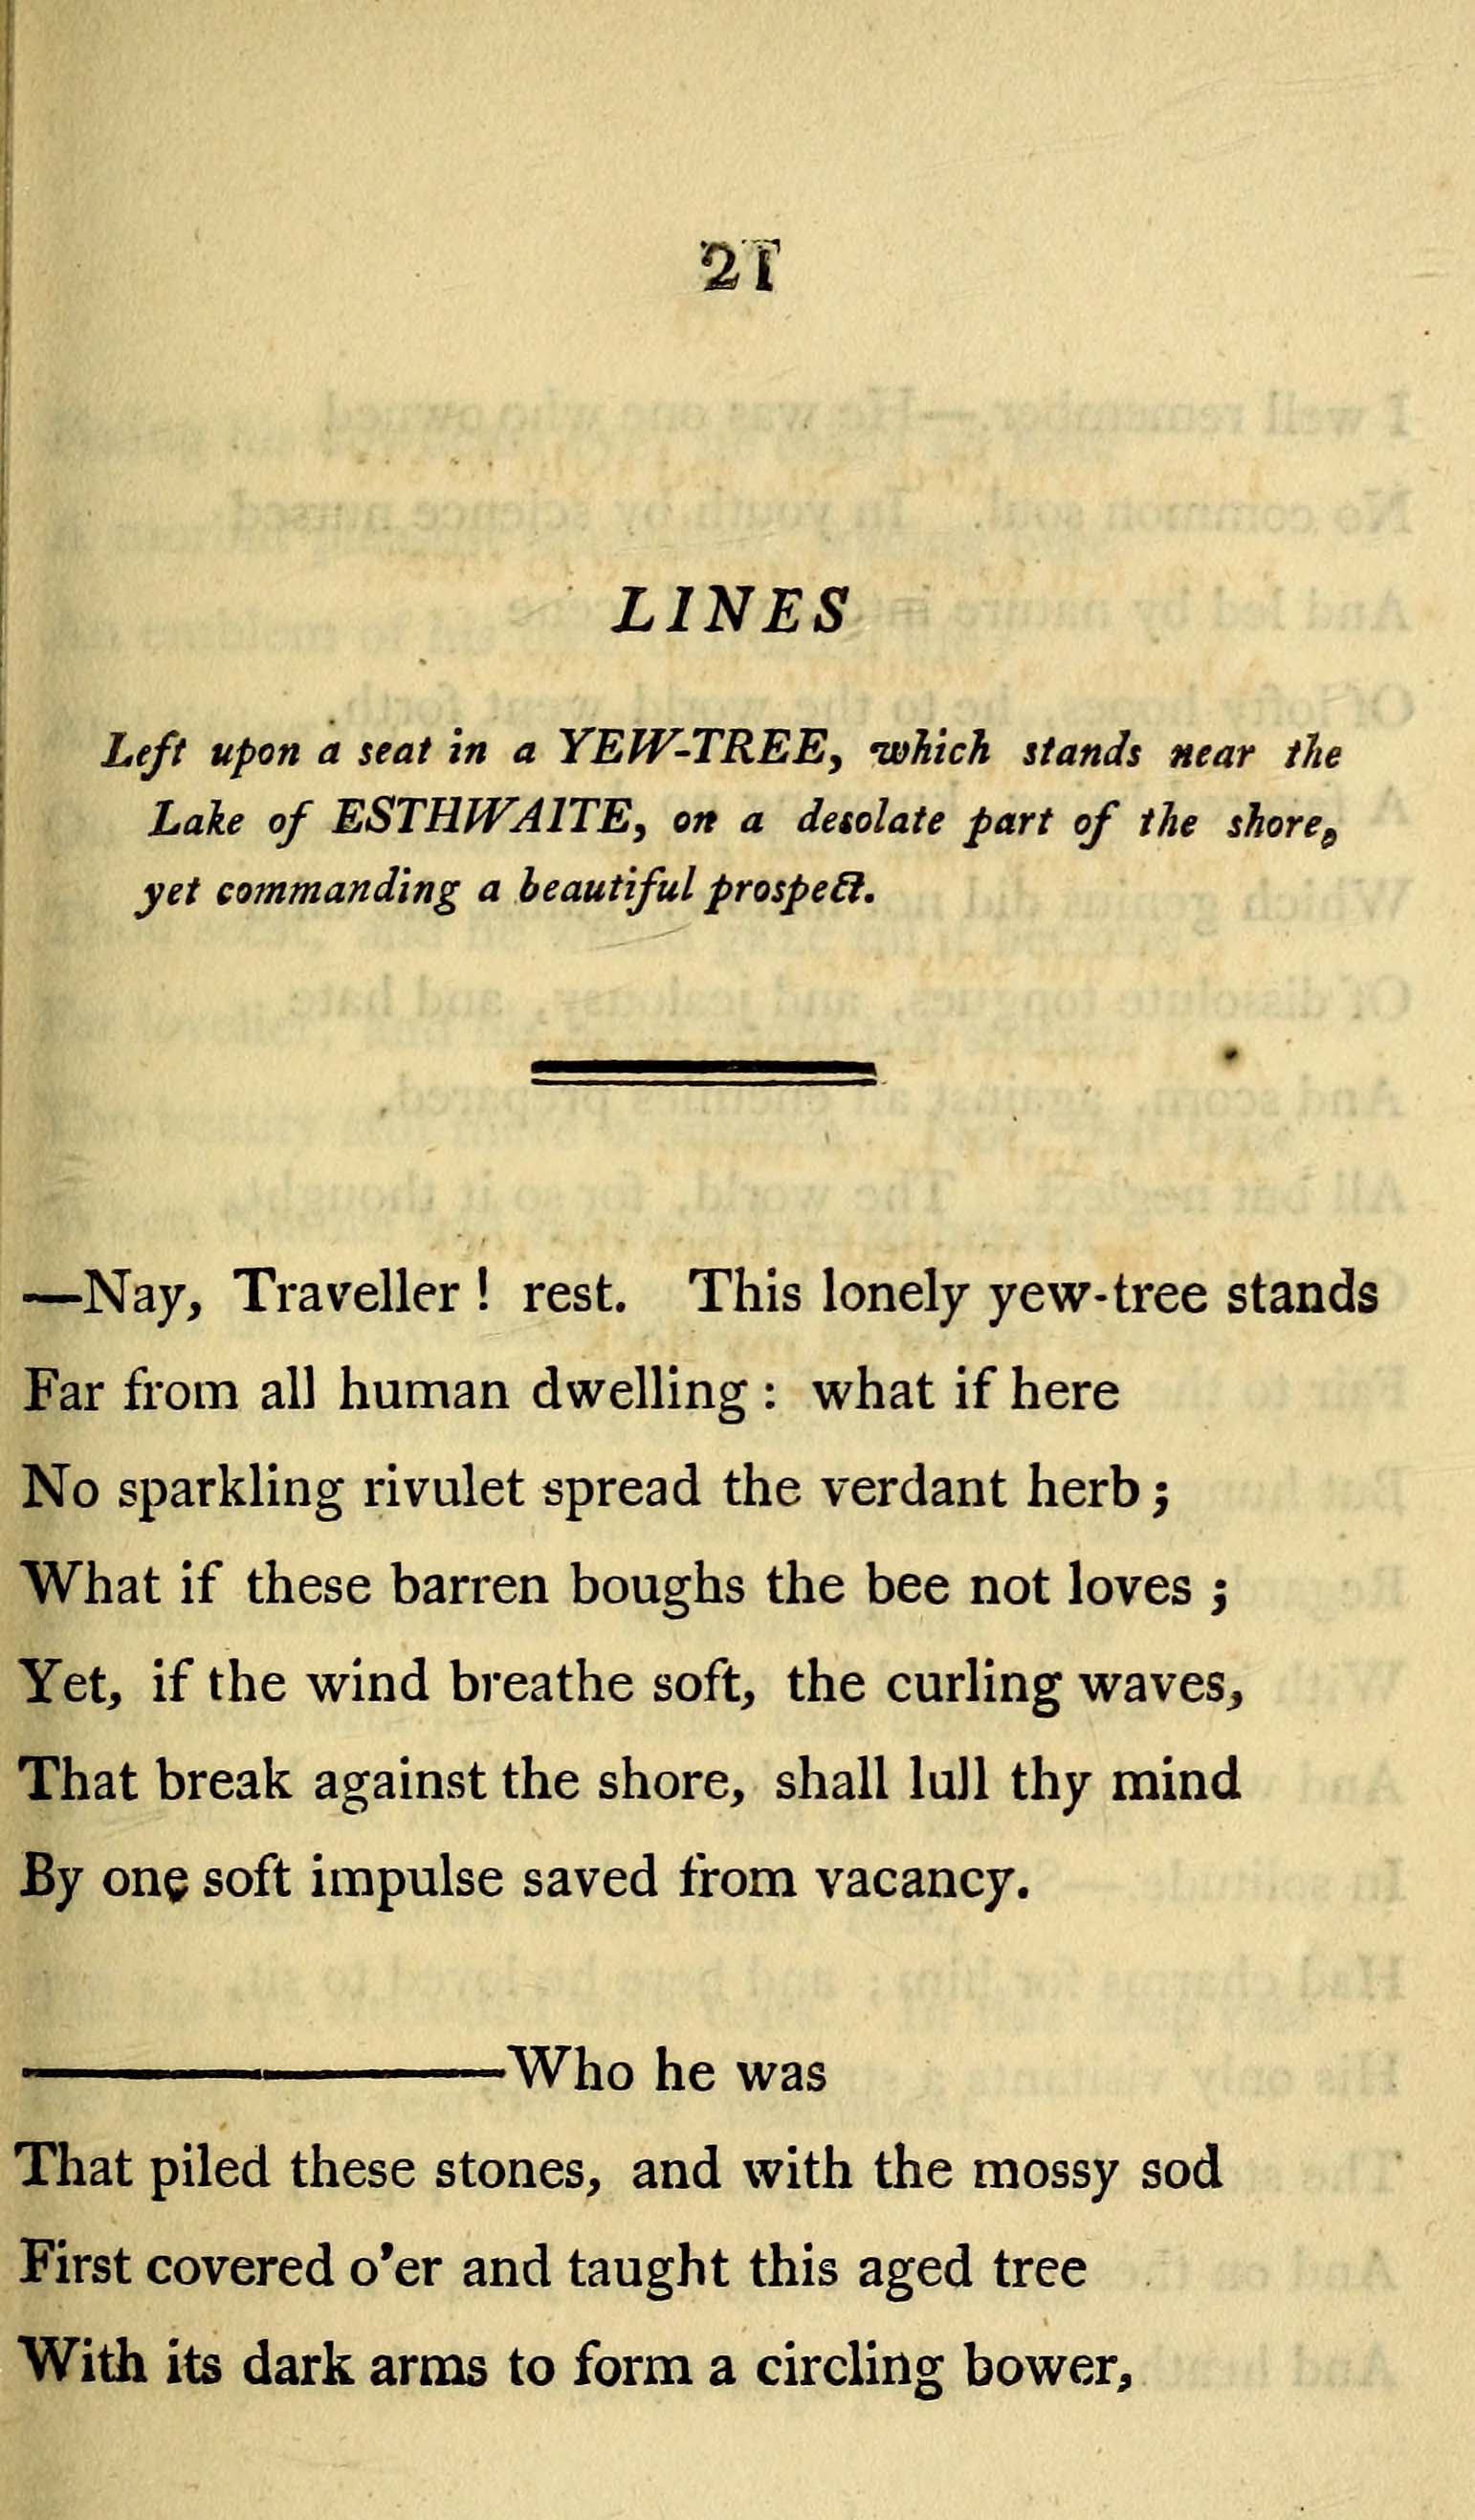 21
LINES
Left upon a seat in a YEW-TREE, which stands near the
Lake of ESTHWAITE, on a desolate part of the shore,
yet commanding a beautiful prospect.
—Nay, Traveller! rest. This lonely yew-tree stands
Far from all human dwelling: what if here
No sparkling rivulet spread the verdant herb;
What if these barren boughs the bee not loves;
Yet, if the wind breathe soft, the curling waves,
That break against the shore, shall lull thy mind
By one soft impulse saved from vacancy.
——————Who he was
That piled these stones, and with the mossy sod
First covered o'er and taught this aged tree
With its dark arms to form a circling bower,